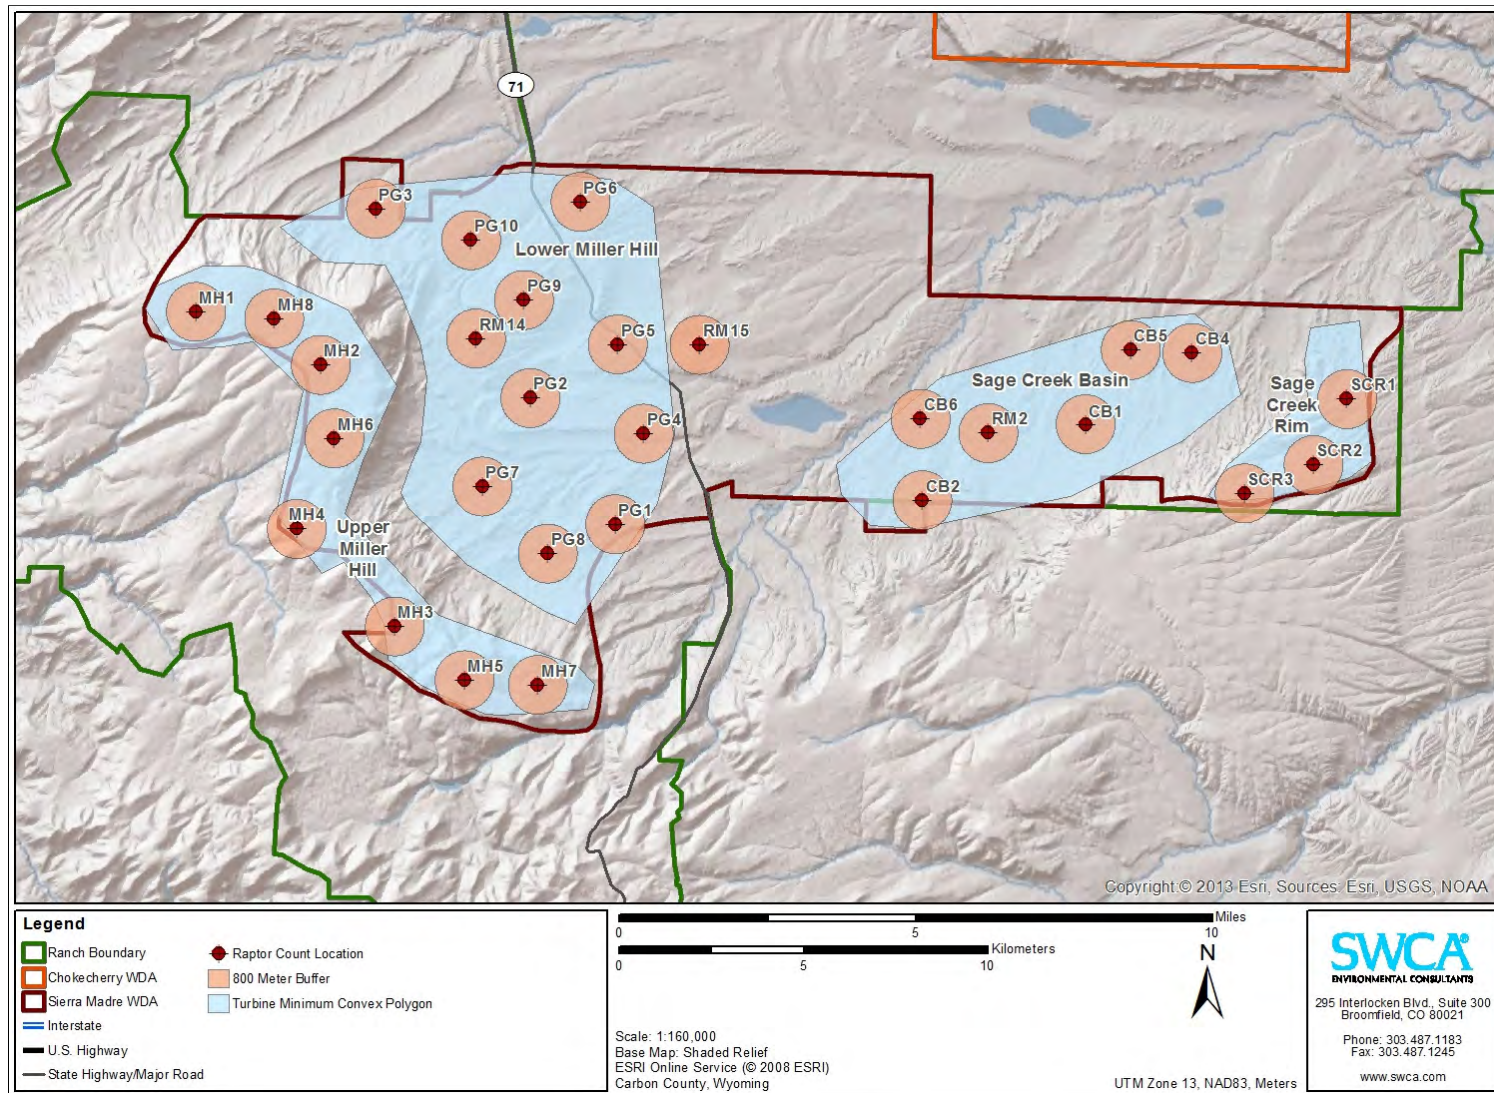 71
PG3
PG6
PG10
Lower Miller Hill
PG9
MH1
MH8
RM14
PG5
RM15
MH2
CB5
CB4
PG2
Sage Creek Basin
Sage
Creek
Rim
SCR1
CB6
RM2
CB1
PG4
MH6
SCR2
PG7
CB2
SCR3
MH4
Upper
Miller
Hill
PG1
PG8
MH3
MH5
MH7
Copyright © 2013 Esri, Sources: Esri, USGS, NOAA
Legend
Ranch Boundary
Chokecherry WDA
Sierra Madre WDA
Interstate
U.S. Highway
State Highway/Major Road
Raptor Count Location
800 Meter Buffer
Turbine Minimum Convex Polygon
Miles
0 5 10
Kilometers
0 5 10
N
Scale: 1:160,000
Base Map: Shaded Relief
ESRI Online Service (© 2008 ESRI)
Carbon County, Wyoming
UTM Zone 13, NAD83, Meters
SWCA®
ENVIRONMENTAL CONSULTANTS
295 Interlocken Blvd., Suite 300
Broomfield, CO 80021
Phone: 303.487.1183
Fax: 303.487.1245
www.swca.com